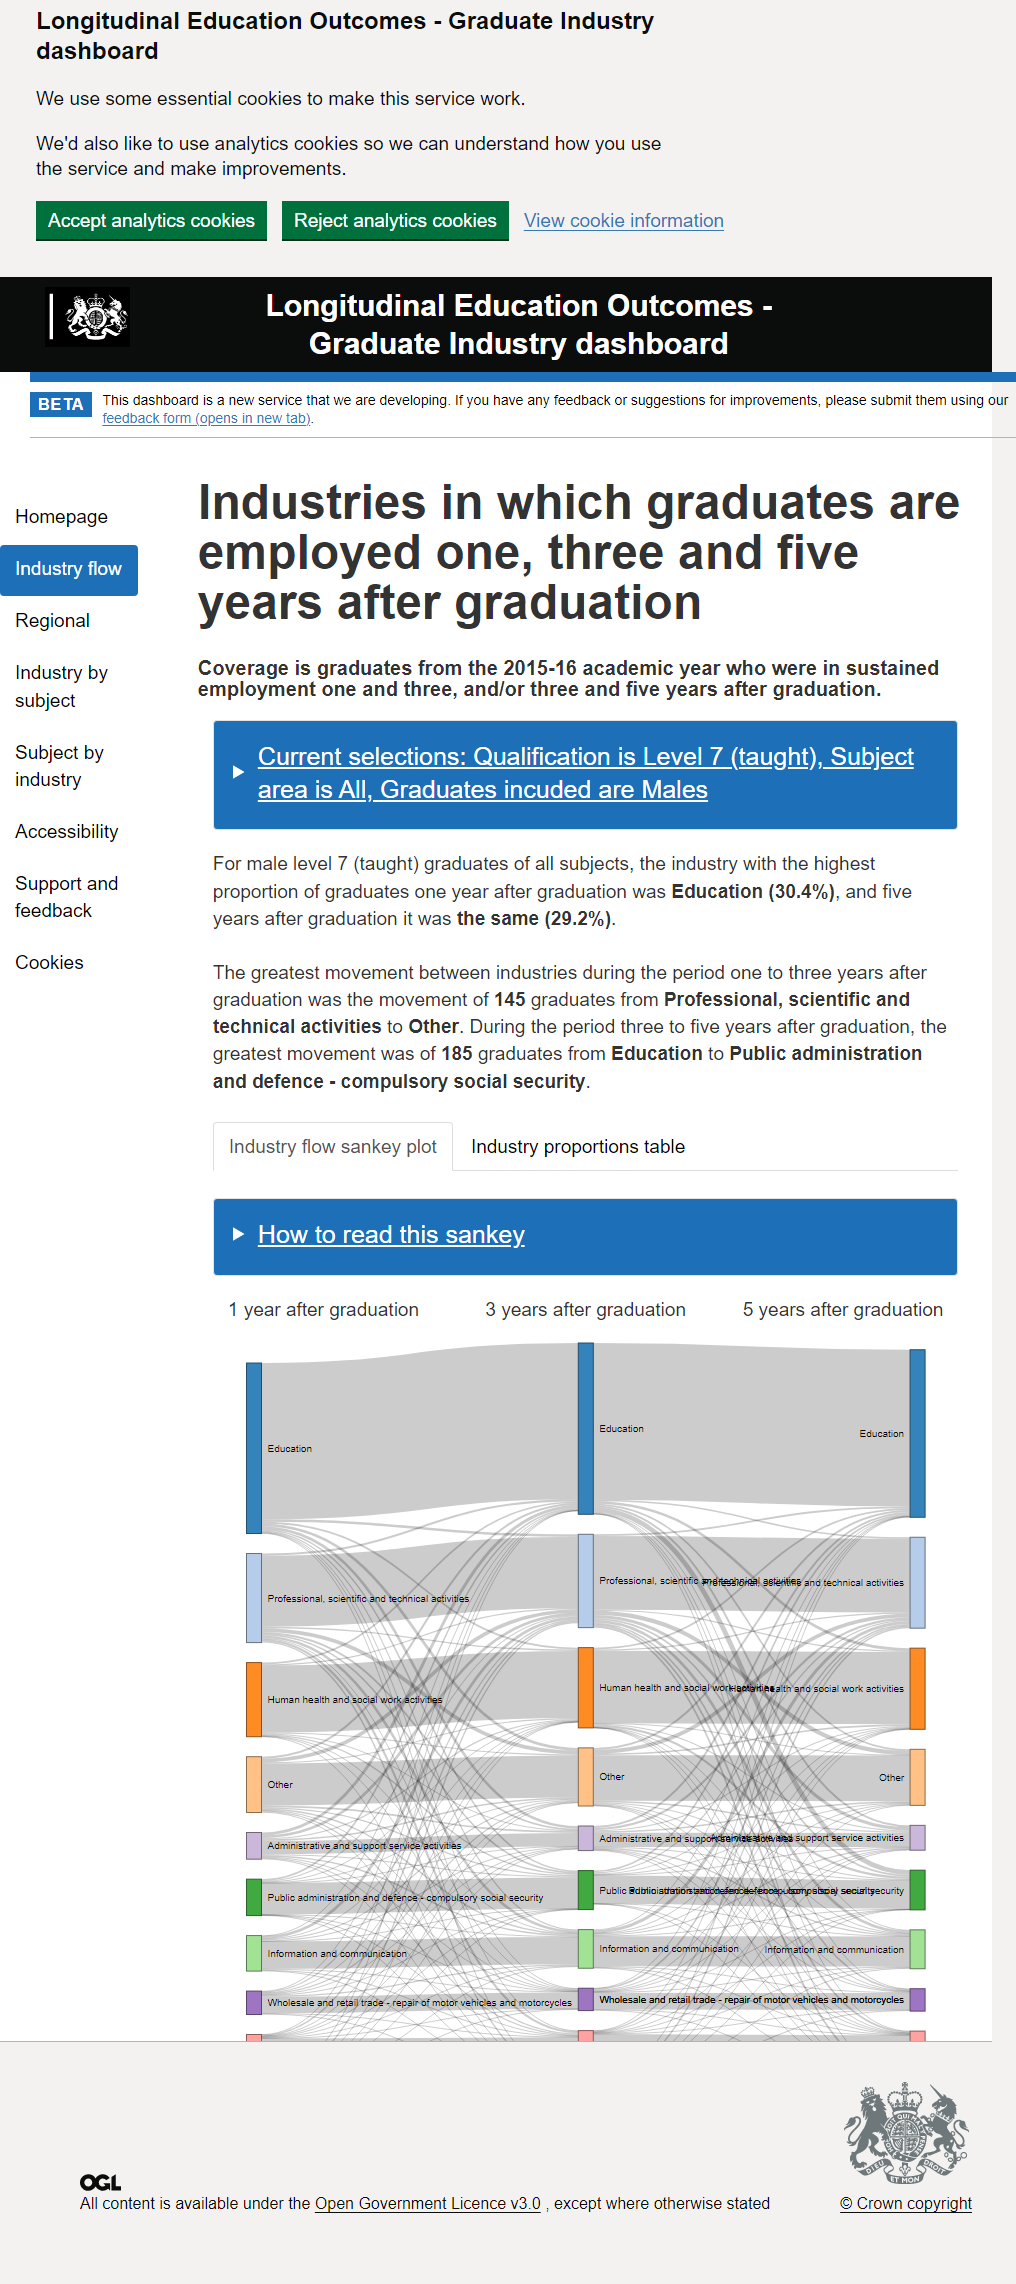 Longitudinal Education Outcomes - Graduate Industry
dashboard
We use some essential cookies to make this service work.
We'd also like to use analytics cookies so we can understand how you use
the service and make improvements.
Accept analytics cookies Reject analytics cookies View cookie information
Longitudinal Education Outcomes -
Graduate Industry dashboard
BETA This dashboard is a new service that we are developing. If you have any feedback or suggestions for improvements, please submit them using our
feedback form (opens in new tab).
Homepage
Industry flow
Regional
Industry by
subject
Subject by
industry
Accessibility
Support and
feedback
Cookies
Industries in which graduates are
employed one, three and five
years after graduation
Coverage is graduates from the 2015-16 academic year who were in sustained
employment one and three, and/or three and five years after graduation.
Current selections: Qualification is Level 7 (taught), Subject
area is All, Graduates incuded are Males
For male level 7 (taught) graduates of all subjects, the industry with the highest
proportion of graduates one year after graduation was Education (30.4%), and five
years after graduation it was the same (29.2%).
The greatest movement between industries during the period one to three years after
graduation was the movement of 145 graduates from Professional, scientific and
technical activities to Other. During the period three to five years after graduation, the
greatest movement was of 185 graduates from Education to Public administration
and defence - compulsory social security.
Industry flow sankey plot Industry proportions table
How to read this sankey
1 year after graduation 3 years after graduation 5 years after graduation
Education Education Education
Professional, scientific and technical activities Professional, scientific and technical activities Professional, scientific and technical activities
Human health and social work activities Human health and social work activities Human health and social work activities
Other Other Other
Administrative and support service activities Administrative and support service activities Administrative and support service activities
Public administration and defence - compulsory social security Public administration and defence - compulsory social security Public administration and defence - compulsory social security
Information and communication Information and communication Information and communication
Wholesale and retail trade - repair of motor vehicles and motorcycles Wholesale and retail trade - repair of motor vehicles and motorcycles
OGL
All content is available under the Open Government Licence v3.0 , except where otherwise stated
© Crown copyright